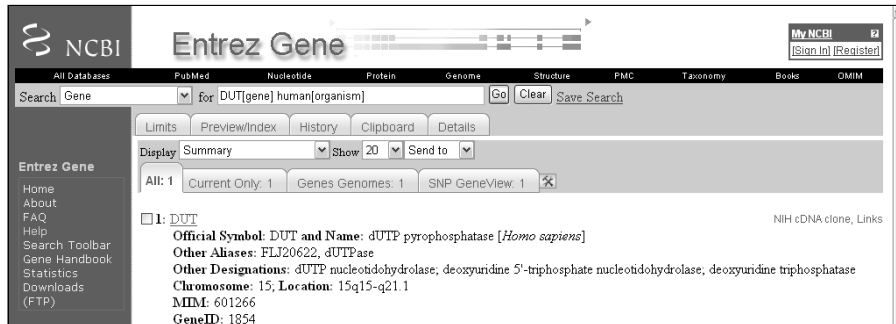 NCBI
Entrez Gene
My NCBI
[Sign In] [Register]
All Databases PubMed Nucleotide Protein Genome Structure PMC Taxonomy Books OMIM
Search Gene for DUT[gene] human[organism] Go Clear Save Search
Limits Preview/Index History Clipboard Details
Display Summary Show 20 Send to
All: 1 Current Only: 1 Genes Genomes: 1 SNP GeneView: 1
Entrez Gene
Home
About
FAQ
Help
Search Toolbar
Gene Handbook
Statistics
Downloads
(FTP)
1: DUT NIH cDNA clone, Links
Official Symbol: DUT and Name: dUTP pyrophosphatase [Homo sapiens]
Other Aliases: FLJ20622, dUTPase
Other Designations: dUTP nucleotidohydrolase; deoxyuridine 5'-triphosphate nucleotidohydrolase; deoxyuridine triphosphatase
Chromosome: 15; Location: 15q15-q21.1
MIM: 601266
GeneID: 1854